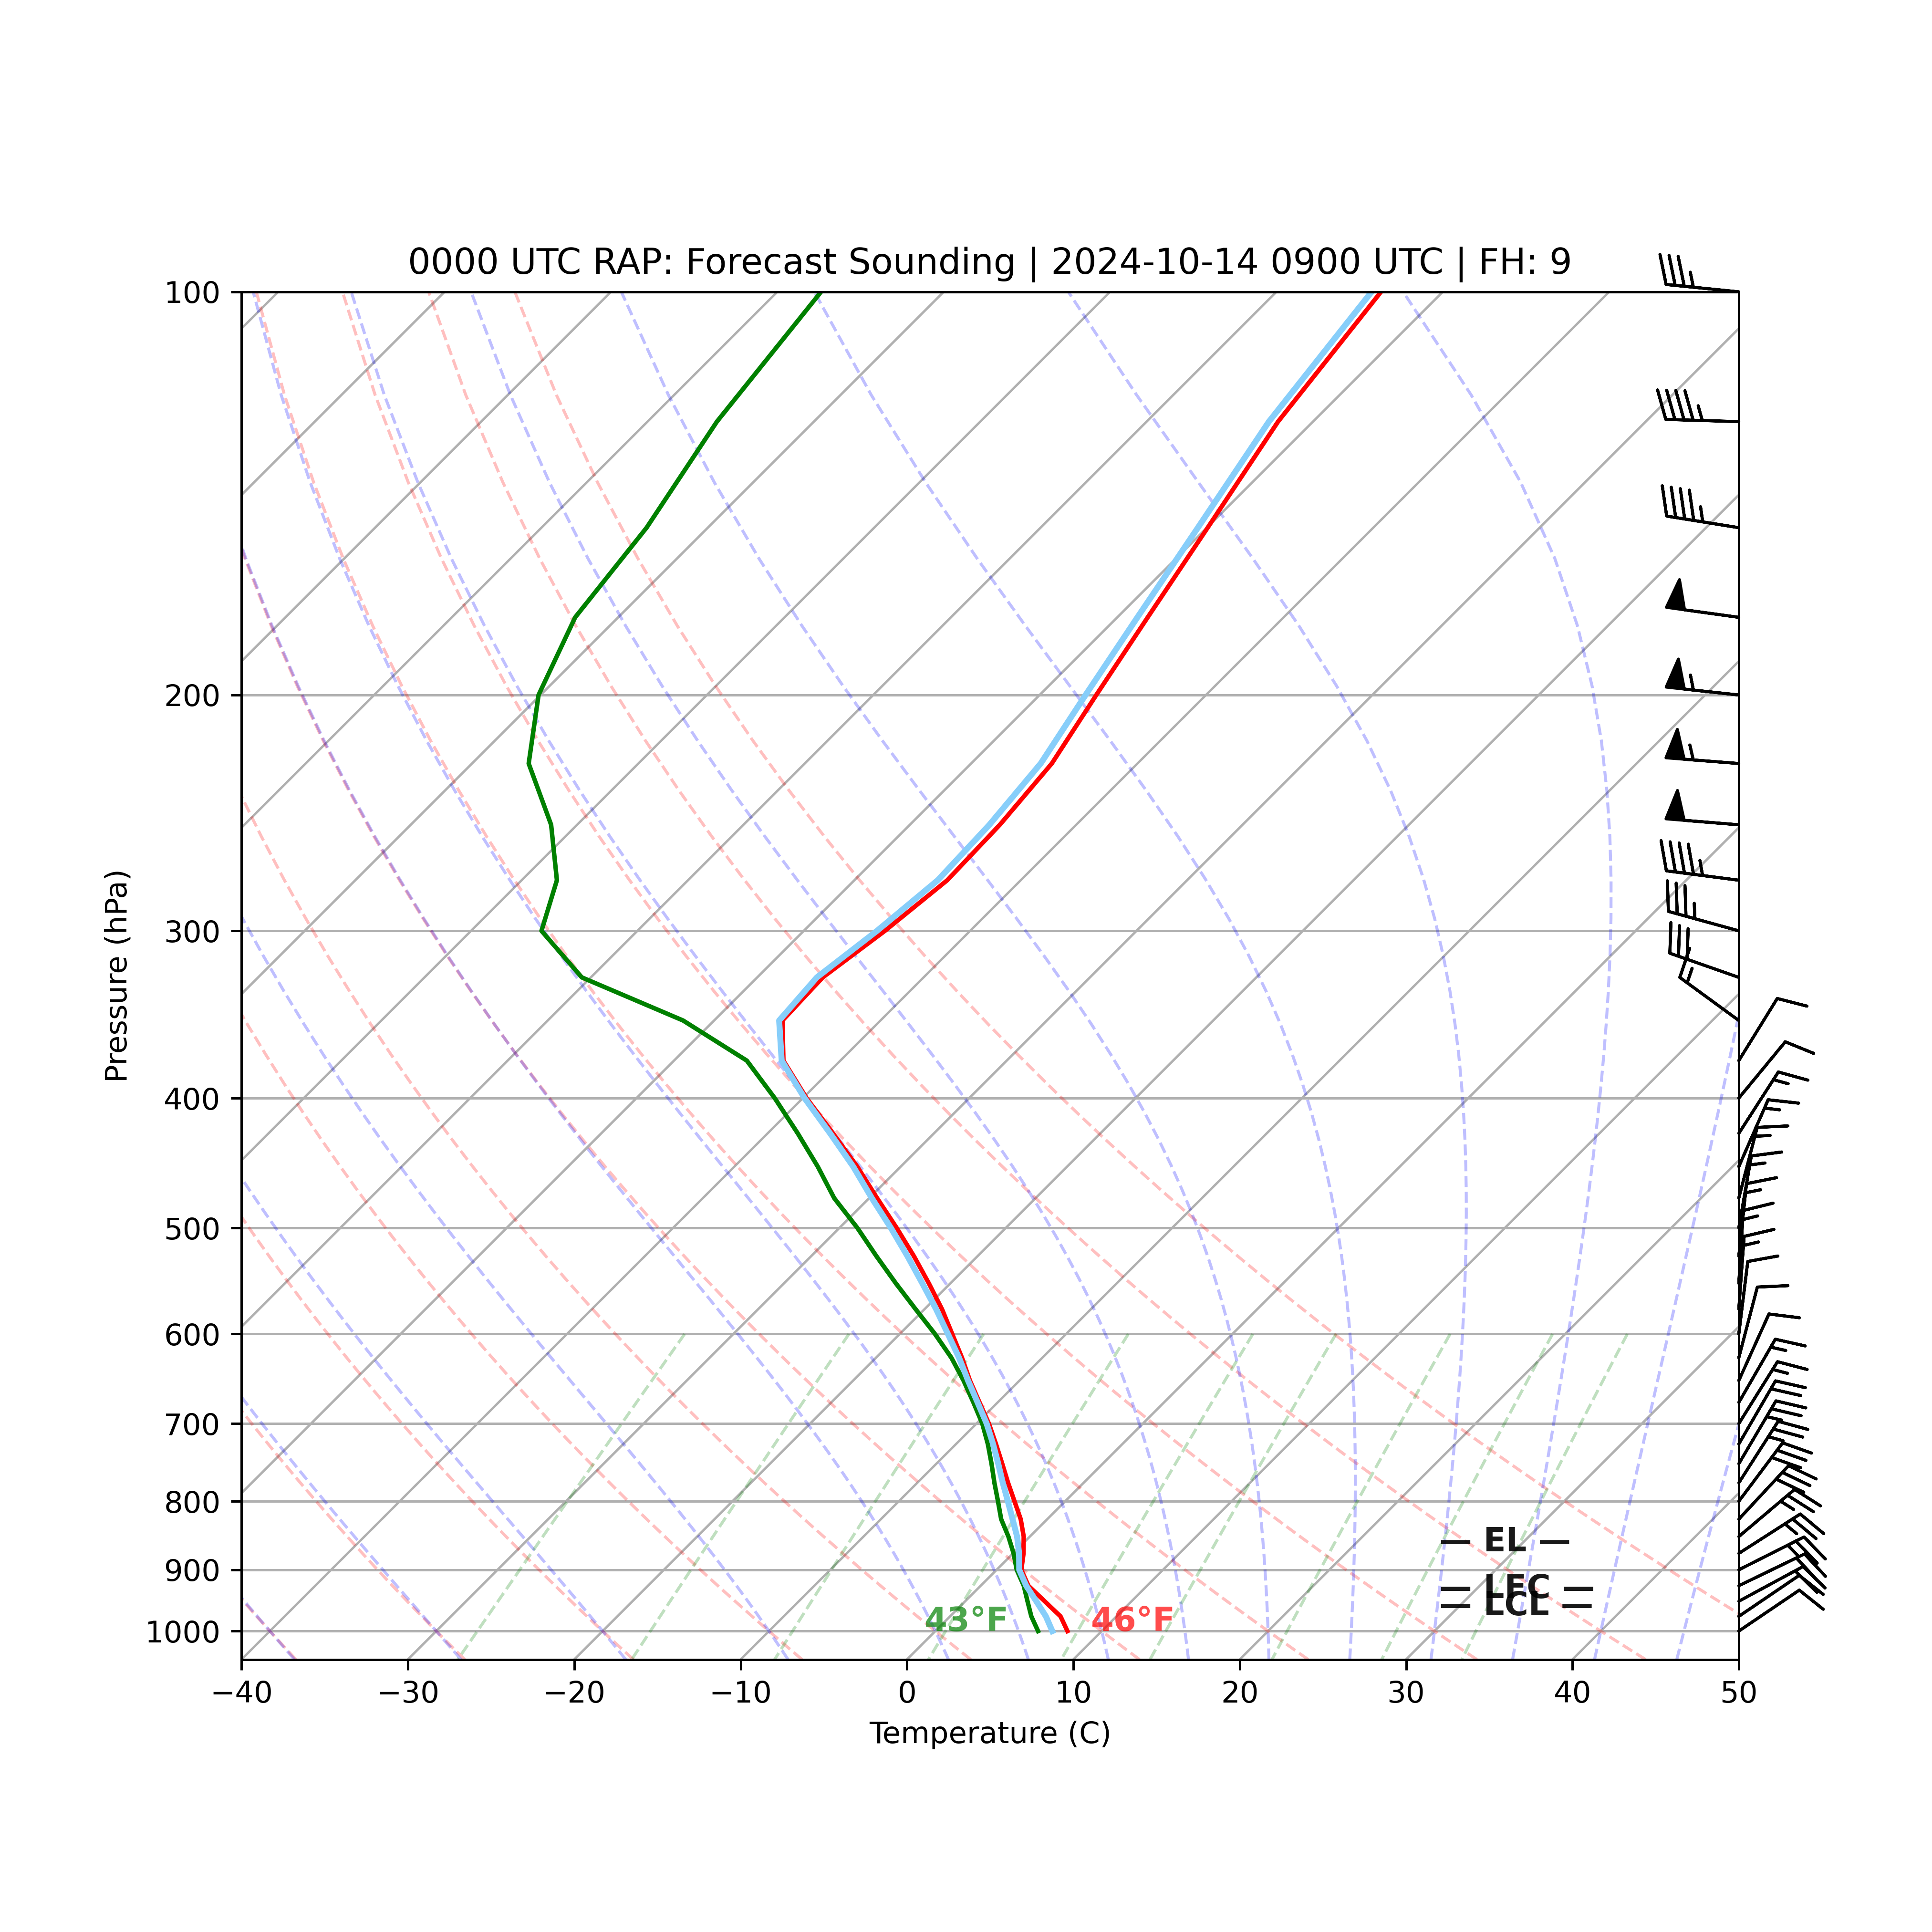 0000 UTC RAP: Forecast Sounding | 2024-10-14 0900 UTC | FH: 9
100
200
300
400
500
600
700
800
900
1000
Pressure (hPa)
— EL —
— LFC —
— LCL —
43°F
46°F
−40 −30 −20 −10 0 10 20 30 40 50
Temperature (C)